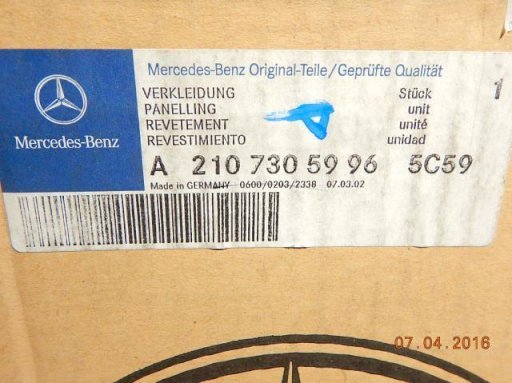 Mercedes-Benz
Mercedes-Benz Original-Teile/Geprüfte Qualität
VERKLEIDUNG Stück 1
PANELLING unit
REVETEMENT unité
REVESTIMIENTO unidad
A 210 730 59 96 5C59
Made in GERMANY 0600/0203/2338 07.03.02
07.04.2016